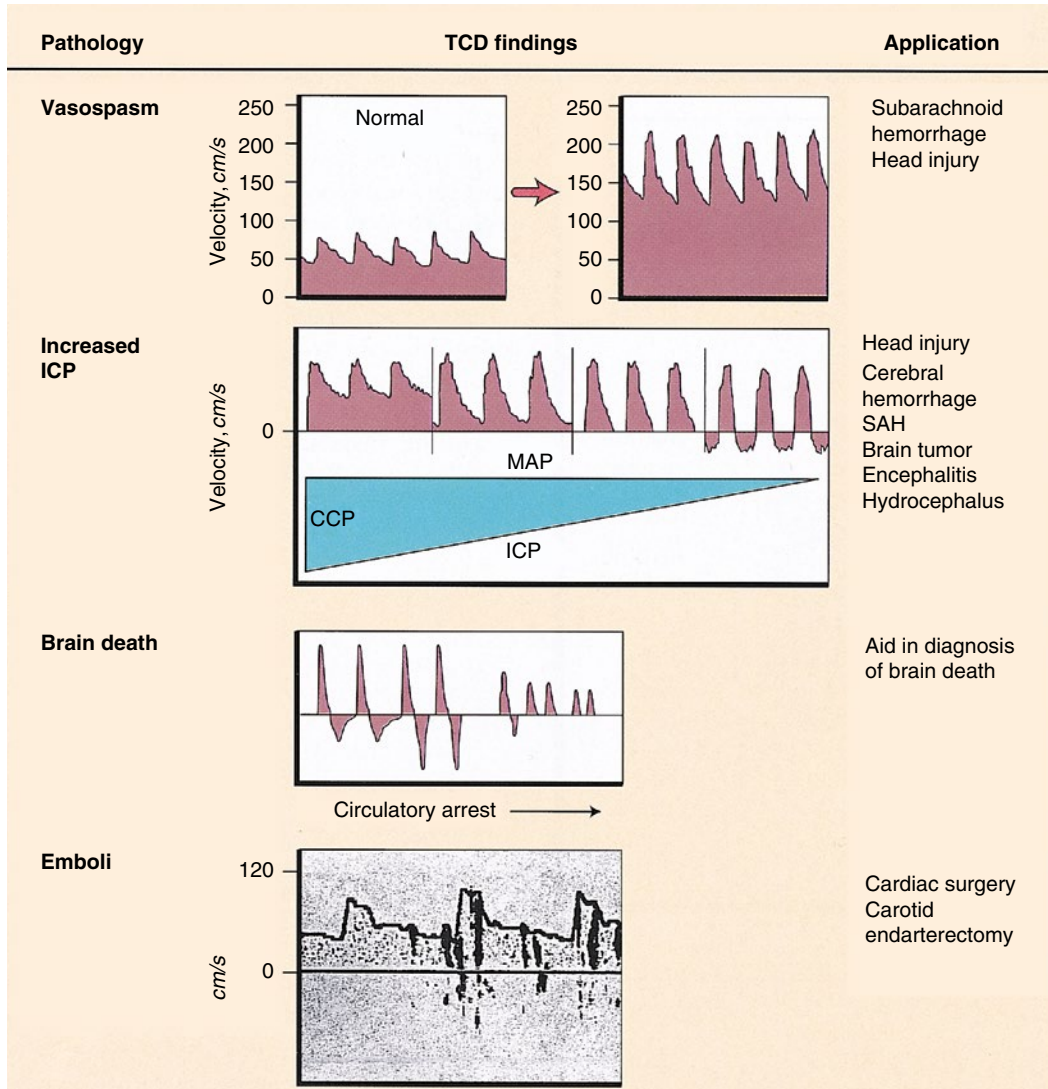 Pathology
TCD findings
Application
Vasospasm
Velocity, cm/s
250
200
150
100
50
0
Normal
250
200
150
100
50
0
Subarachnoid
hemorrhage
Head injury
Increased
ICP
Velocity, cm/s
0
MAP
CCP
ICP
Head injury
Cerebral
hemorrhage
SAH
Brain tumor
Encephalitis
Hydrocephalus
Brain death
Circulatory arrest
Aid in diagnosis
of brain death
Emboli
cm/s
120
0
Cardiac surgery
Carotid
endarterectomy